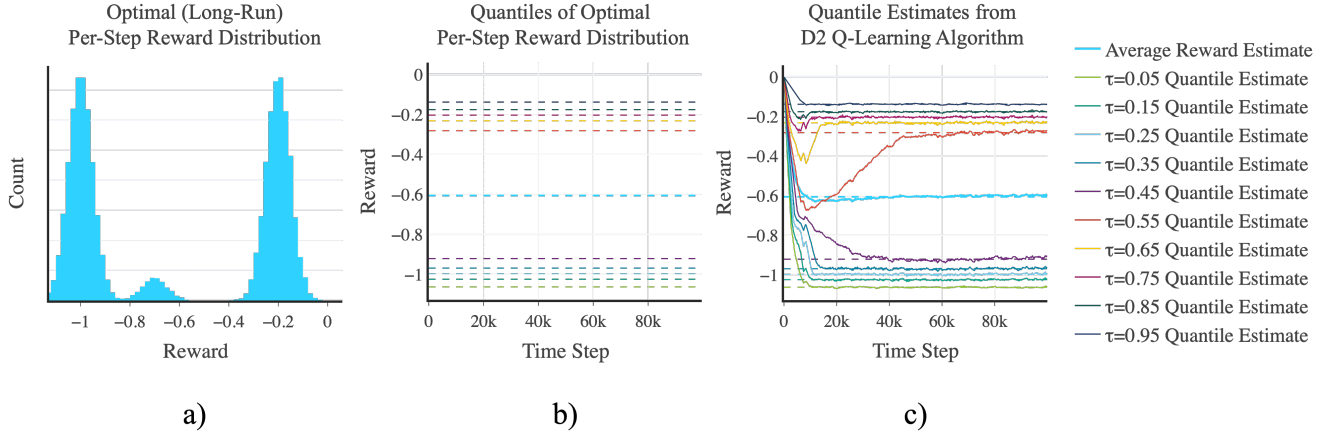 Optimal (Long-Run)
Per-Step Reward Distribution
Count
−1
−0.8
−0.6
−0.4
−0.2
0
Reward
a)
Quantiles of Optimal
Per-Step Reward Distribution
Reward
0
−0.2
−0.4
−0.6
−0.8
−1
0
20k
40k
60k
80k
Time Step
b)
Quantile Estimates from
D2 Q-Learning Algorithm
Reward
0
−0.2
−0.4
−0.6
−0.8
−1
0
20k
40k
60k
80k
Time Step
c)
Average Reward Estimate
τ=0.05 Quantile Estimate
τ=0.15 Quantile Estimate
τ=0.25 Quantile Estimate
τ=0.35 Quantile Estimate
τ=0.45 Quantile Estimate
τ=0.55 Quantile Estimate
τ=0.65 Quantile Estimate
τ=0.75 Quantile Estimate
τ=0.85 Quantile Estimate
τ=0.95 Quantile Estimate